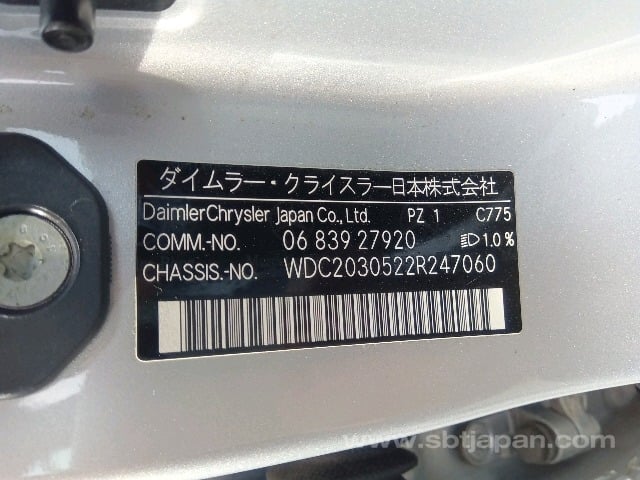 ダイムラー・クライスラー日本株式会社
DaimlerChrysler Japan Co., Ltd. PZ 1 C775
COMM.-NO. 06 839 27920 1.0 %
CHASSIS.-NO. WDC2030522R247060
www.sbtjapan.com